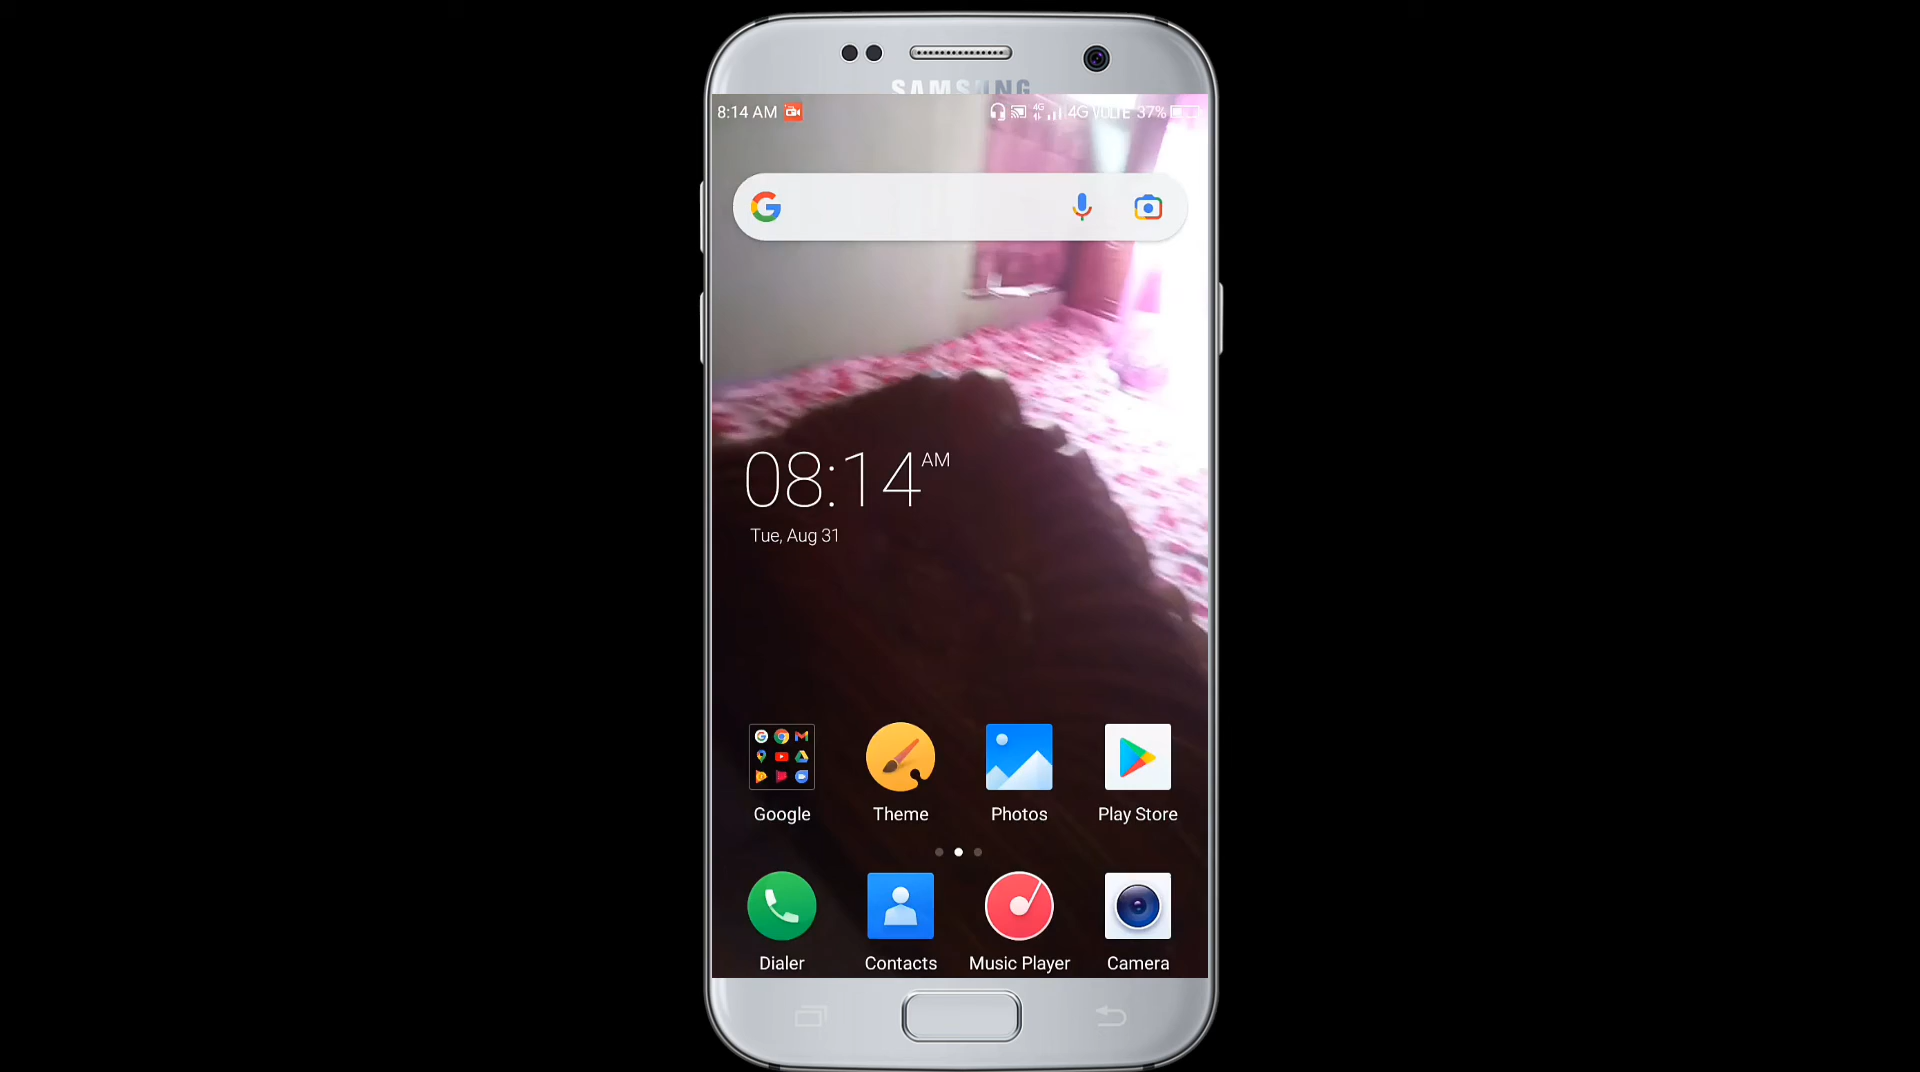 SAMSUNG
8:14 AM 4G 4G VoLTE 37%
08:14 AM
Tue, Aug 31
Google Theme Photos Play Store
Dialer Contacts Music Player Camera